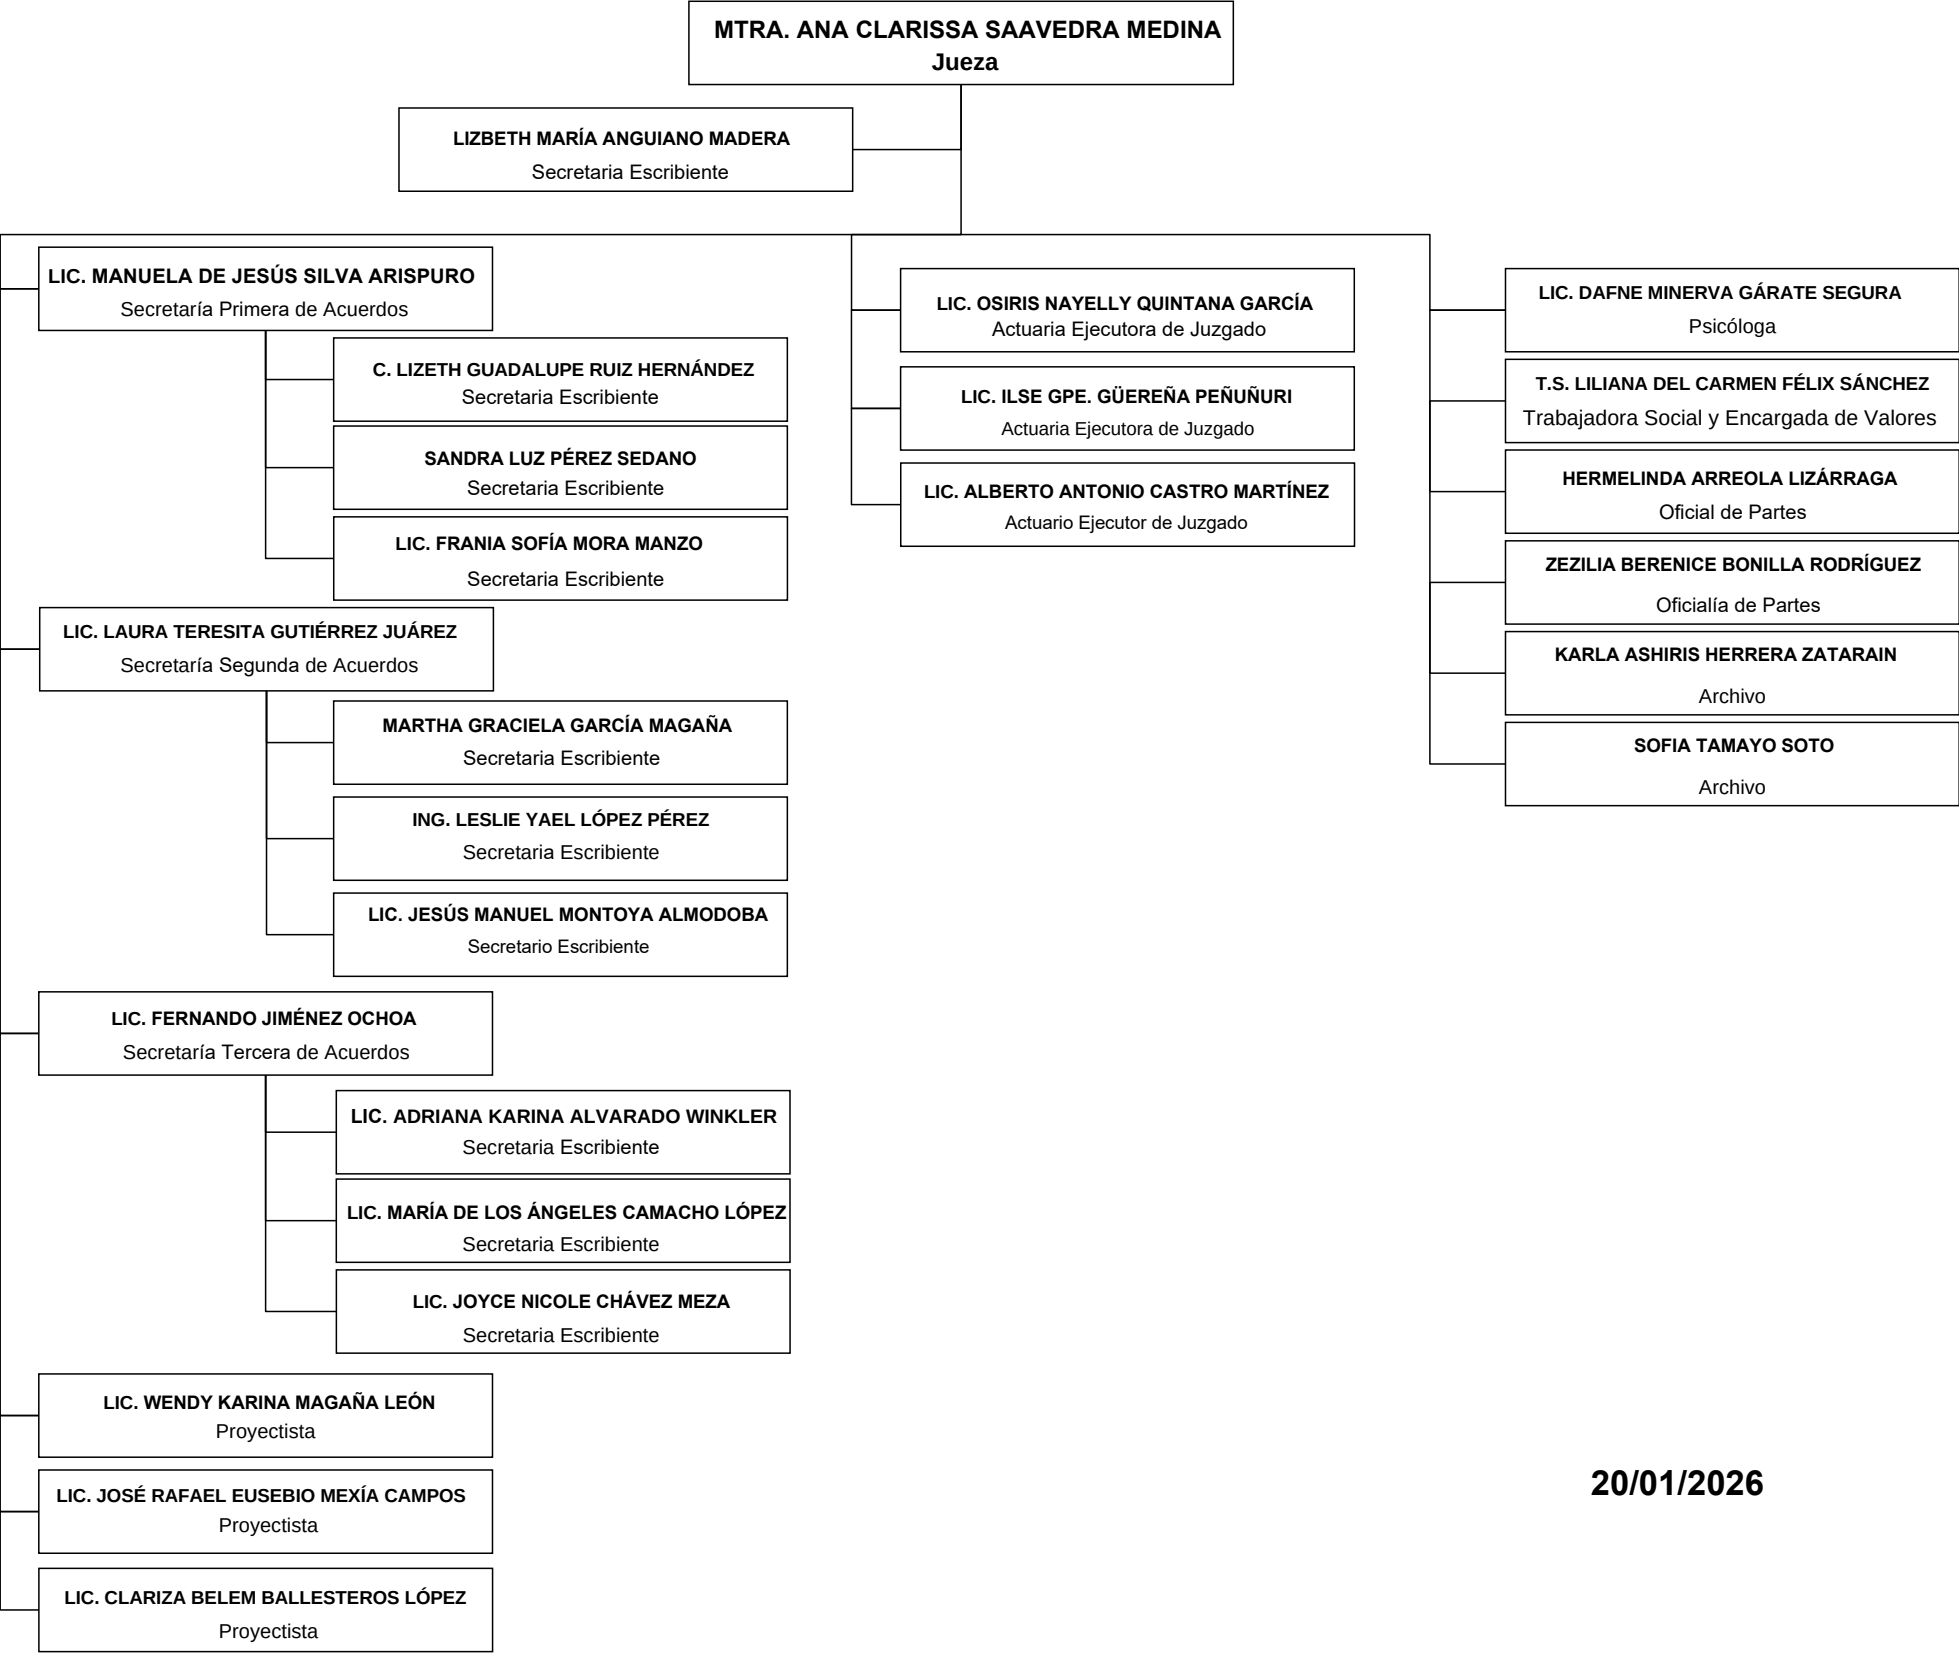 MTRA. ANA CLARISSA SAAVEDRA MEDINA
Jueza
LIZBETH MARÍA ANGUIANO MADERA
Secretaria Escribiente
LIC. MANUELA DE JESÚS SILVA ARISPURO
Secretaría Primera de Acuerdos
C. LIZETH GUADALUPE RUIZ HERNÁNDEZ
Secretaria Escribiente
SANDRA LUZ PÉREZ SEDANO
Secretaria Escribiente
LIC. FRANIA SOFÍA MORA MANZO
Secretaria Escribiente
LIC. LAURA TERESITA GUTIÉRREZ JUÁREZ
Secretaría Segunda de Acuerdos
MARTHA GRACIELA GARCÍA MAGAÑA
Secretaria Escribiente
ING. LESLIE YAEL LÓPEZ PÉREZ
Secretaria Escribiente
LIC. JESÚS MANUEL MONTOYA ALMODOBA
Secretario Escribiente
LIC. FERNANDO JIMÉNEZ OCHOA
Secretaría Tercera de Acuerdos
LIC. ADRIANA KARINA ALVARADO WINKLER
Secretaria Escribiente
LIC. MARÍA DE LOS ÁNGELES CAMACHO LÓPEZ
Secretaria Escribiente
LIC. JOYCE NICOLE CHÁVEZ MEZA
Secretaria Escribiente
LIC. WENDY KARINA MAGAÑA LEÓN
Proyectista
LIC. JOSÉ RAFAEL EUSEBIO MEXÍA CAMPOS
Proyectista
LIC. CLARIZA BELEM BALLESTEROS LÓPEZ
Proyectista
LIC. OSIRIS NAYELLY QUINTANA GARCÍA
Actuaria Ejecutora de Juzgado
LIC. ILSE GPE. GÜEREÑA PEÑUÑURI
Actuaria Ejecutora de Juzgado
LIC. ALBERTO ANTONIO CASTRO MARTÍNEZ
Actuario Ejecutor de Juzgado
LIC. DAFNE MINERVA GÁRATE SEGURA
Psicóloga
T.S. LILIANA DEL CARMEN FÉLIX SÁNCHEZ
Trabajadora Social y Encargada de Valores
HERMELINDA ARREOLA LIZÁRRAGA
Oficial de Partes
ZEZILIA BERENICE BONILLA RODRÍGUEZ
Oficialía de Partes
KARLA ASHIRIS HERRERA ZATARAIN
Archivo
SOFIA TAMAYO SOTO
Archivo
20/01/2026